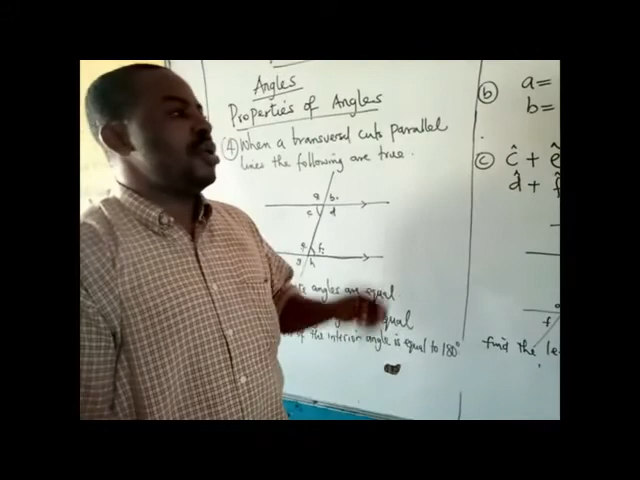 Angles
Properties of Angles
④ When a transversal cuts parrallel
lines the following are true.
a b
c d
e f
g h
angles are equal
equal
of the interior angle is equal to 180°
ⓑ a=
b=
ⓒ ĉ + ê
d̂ + f̂
f
find the